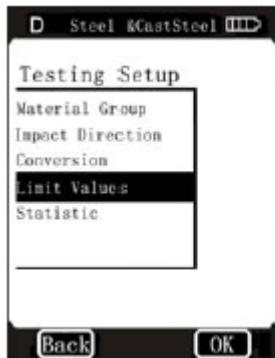 D Steel &CastSteel
Testing Setup
Material Group
Impact Direction
Conversion
Limit Values
Statistic
Back OK